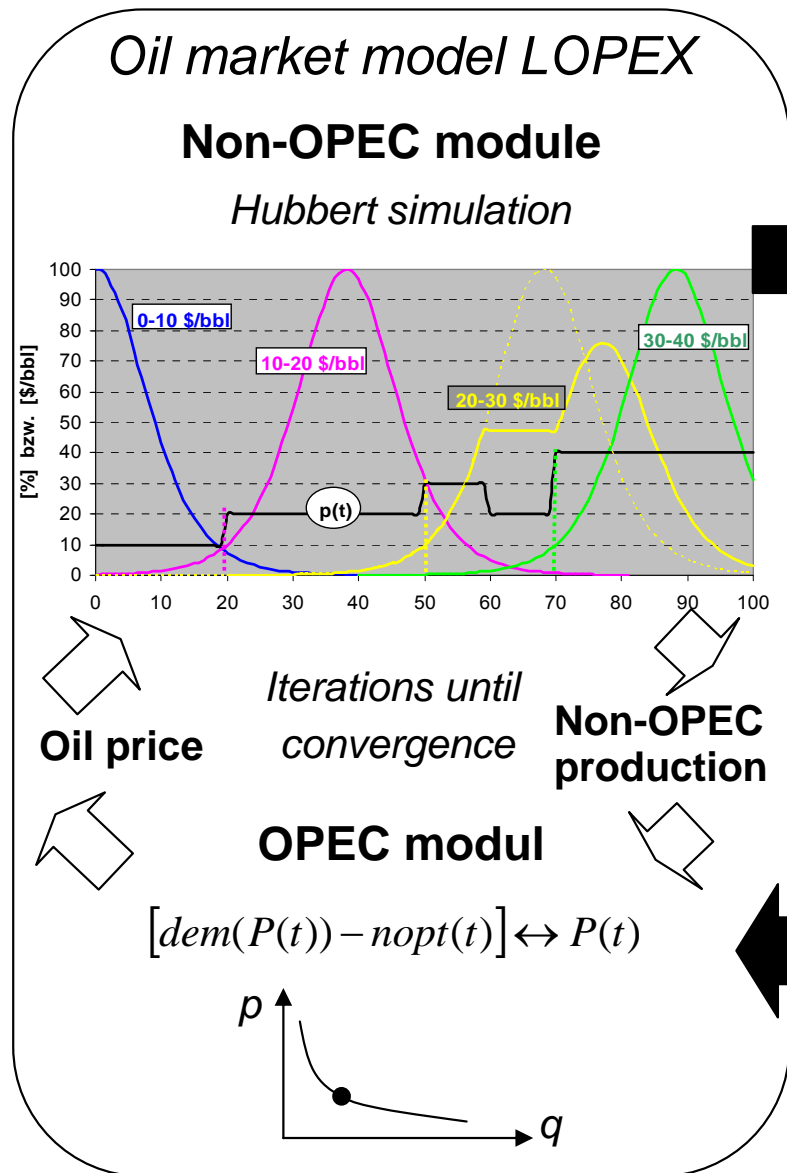 Oil market model LOPEX
Non-OPEC module
Hubbert simulation
[%] bzw. [$/bbl]
100
90
80
70
60
50
40
30
20
10
0
0-10 $/bbl
10-20 $/bbl
20-30 $/bbl
30-40 $/bbl
p(t)
0 10 20 30 40 50 60 70 80 90 100
Iterations until
convergence
Oil price
Non-OPEC
production
OPEC modul
[dem(P(t)) − nopt(t)] ↔ P(t)
p
q